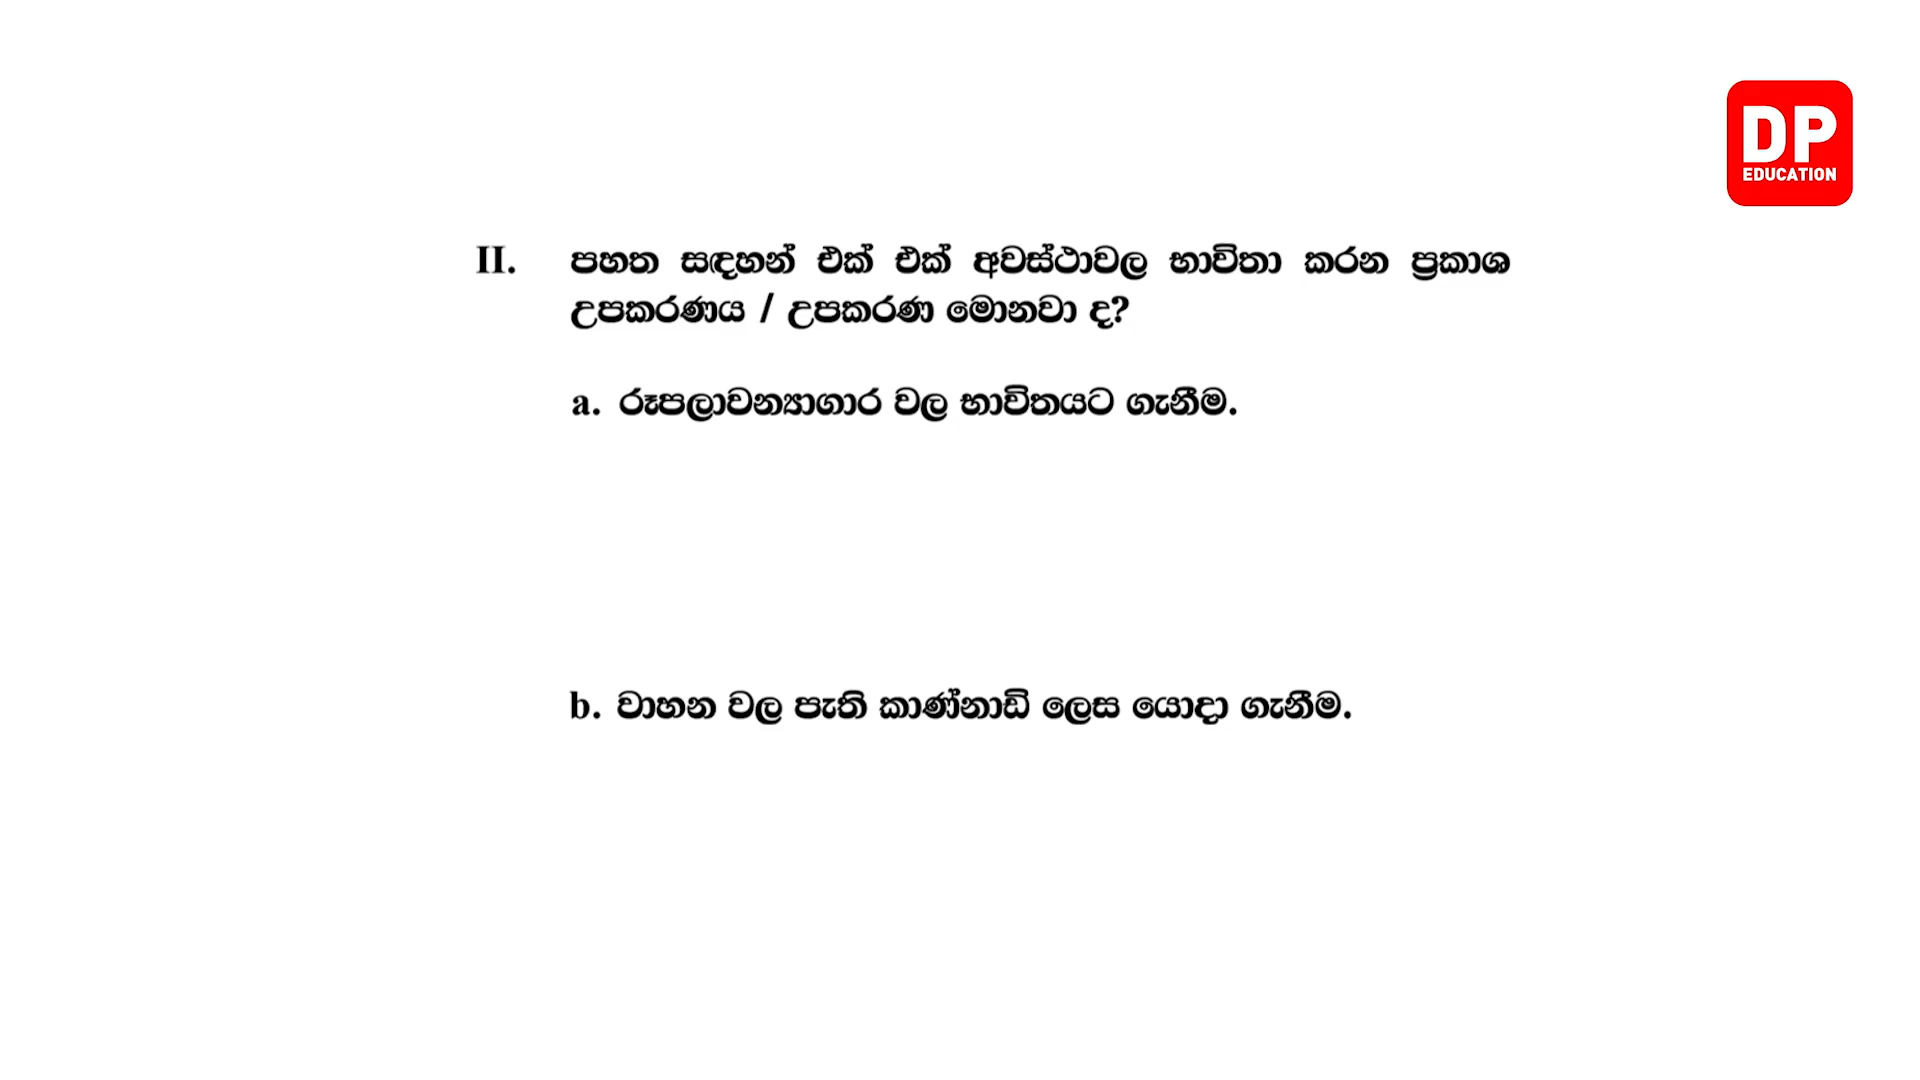 DP
EDUCATION
II. පහත සඳහන් එක් එක් අවස්ථාවල භාවිතා කරන ප්‍රකාශ
උපකරණය / උපකරණ මොනවා ද?
a. රූපලාවන්‍යාගාර වල භාවිතයට ගැනීම.
b. වාහන වල පැති කාණ්නාඩි ලෙස යොදා ගැනීම.